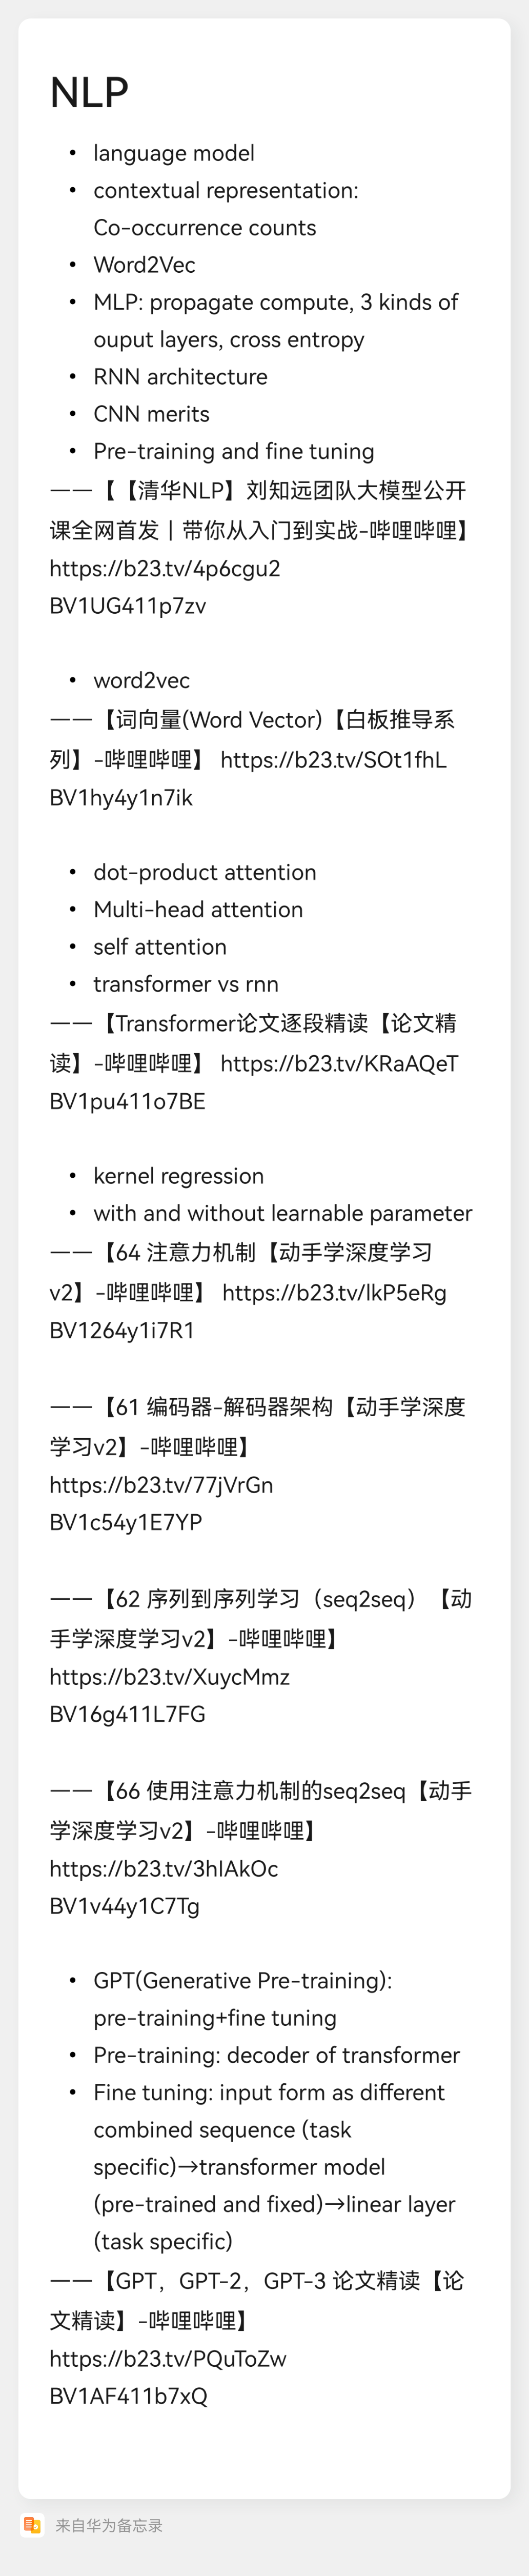 NLP
• language model
• contextual representation:
Co-occurrence counts
• Word2Vec
• MLP: propagate compute, 3 kinds of
ouput layers, cross entropy
• RNN architecture
• CNN merits
• Pre-training and fine tuning
——【【清华NLP】刘知远团队大模型公开
课全网首发|带你从入门到实战-哔哩哔哩】
https://b23.tv/4p6cgu2
BV1UG411p7zv
• word2vec
——【词向量(Word Vector)【白板推导系
列】-哔哩哔哩】 https://b23.tv/SOt1fhL
BV1hy4y1n7ik
• dot-product attention
• Multi-head attention
• self attention
• transformer vs rnn
——【Transformer论文逐段精读【论文精
读】-哔哩哔哩】 https://b23.tv/KRaAQeT
BV1pu411o7BE
• kernel regression
• with and without learnable parameter
——【64 注意力机制【动手学深度学习
v2】-哔哩哔哩】 https://b23.tv/lkP5eRg
BV1264y1i7R1
——【61 编码器-解码器架构【动手学深度
学习v2】-哔哩哔哩】
https://b23.tv/77jVrGn
BV1c54y1E7YP
——【62 序列到序列学习（seq2seq）【动
手学深度学习v2】-哔哩哔哩】
https://b23.tv/XuycMmz
BV16g411L7FG
——【66 使用注意力机制的seq2seq【动手
学深度学习v2】-哔哩哔哩】
https://b23.tv/3hIAkOc
BV1v44y1C7Tg
• GPT(Generative Pre-training):
pre-training+fine tuning
• Pre-training: decoder of transformer
• Fine tuning: input form as different
combined sequence (task
specific)→transformer model
(pre-trained and fixed)→linear layer
(task specific)
——【GPT，GPT-2，GPT-3 论文精读【论
文精读】-哔哩哔哩】
https://b23.tv/PQuToZw
BV1AF411b7xQ
来自华为备忘录